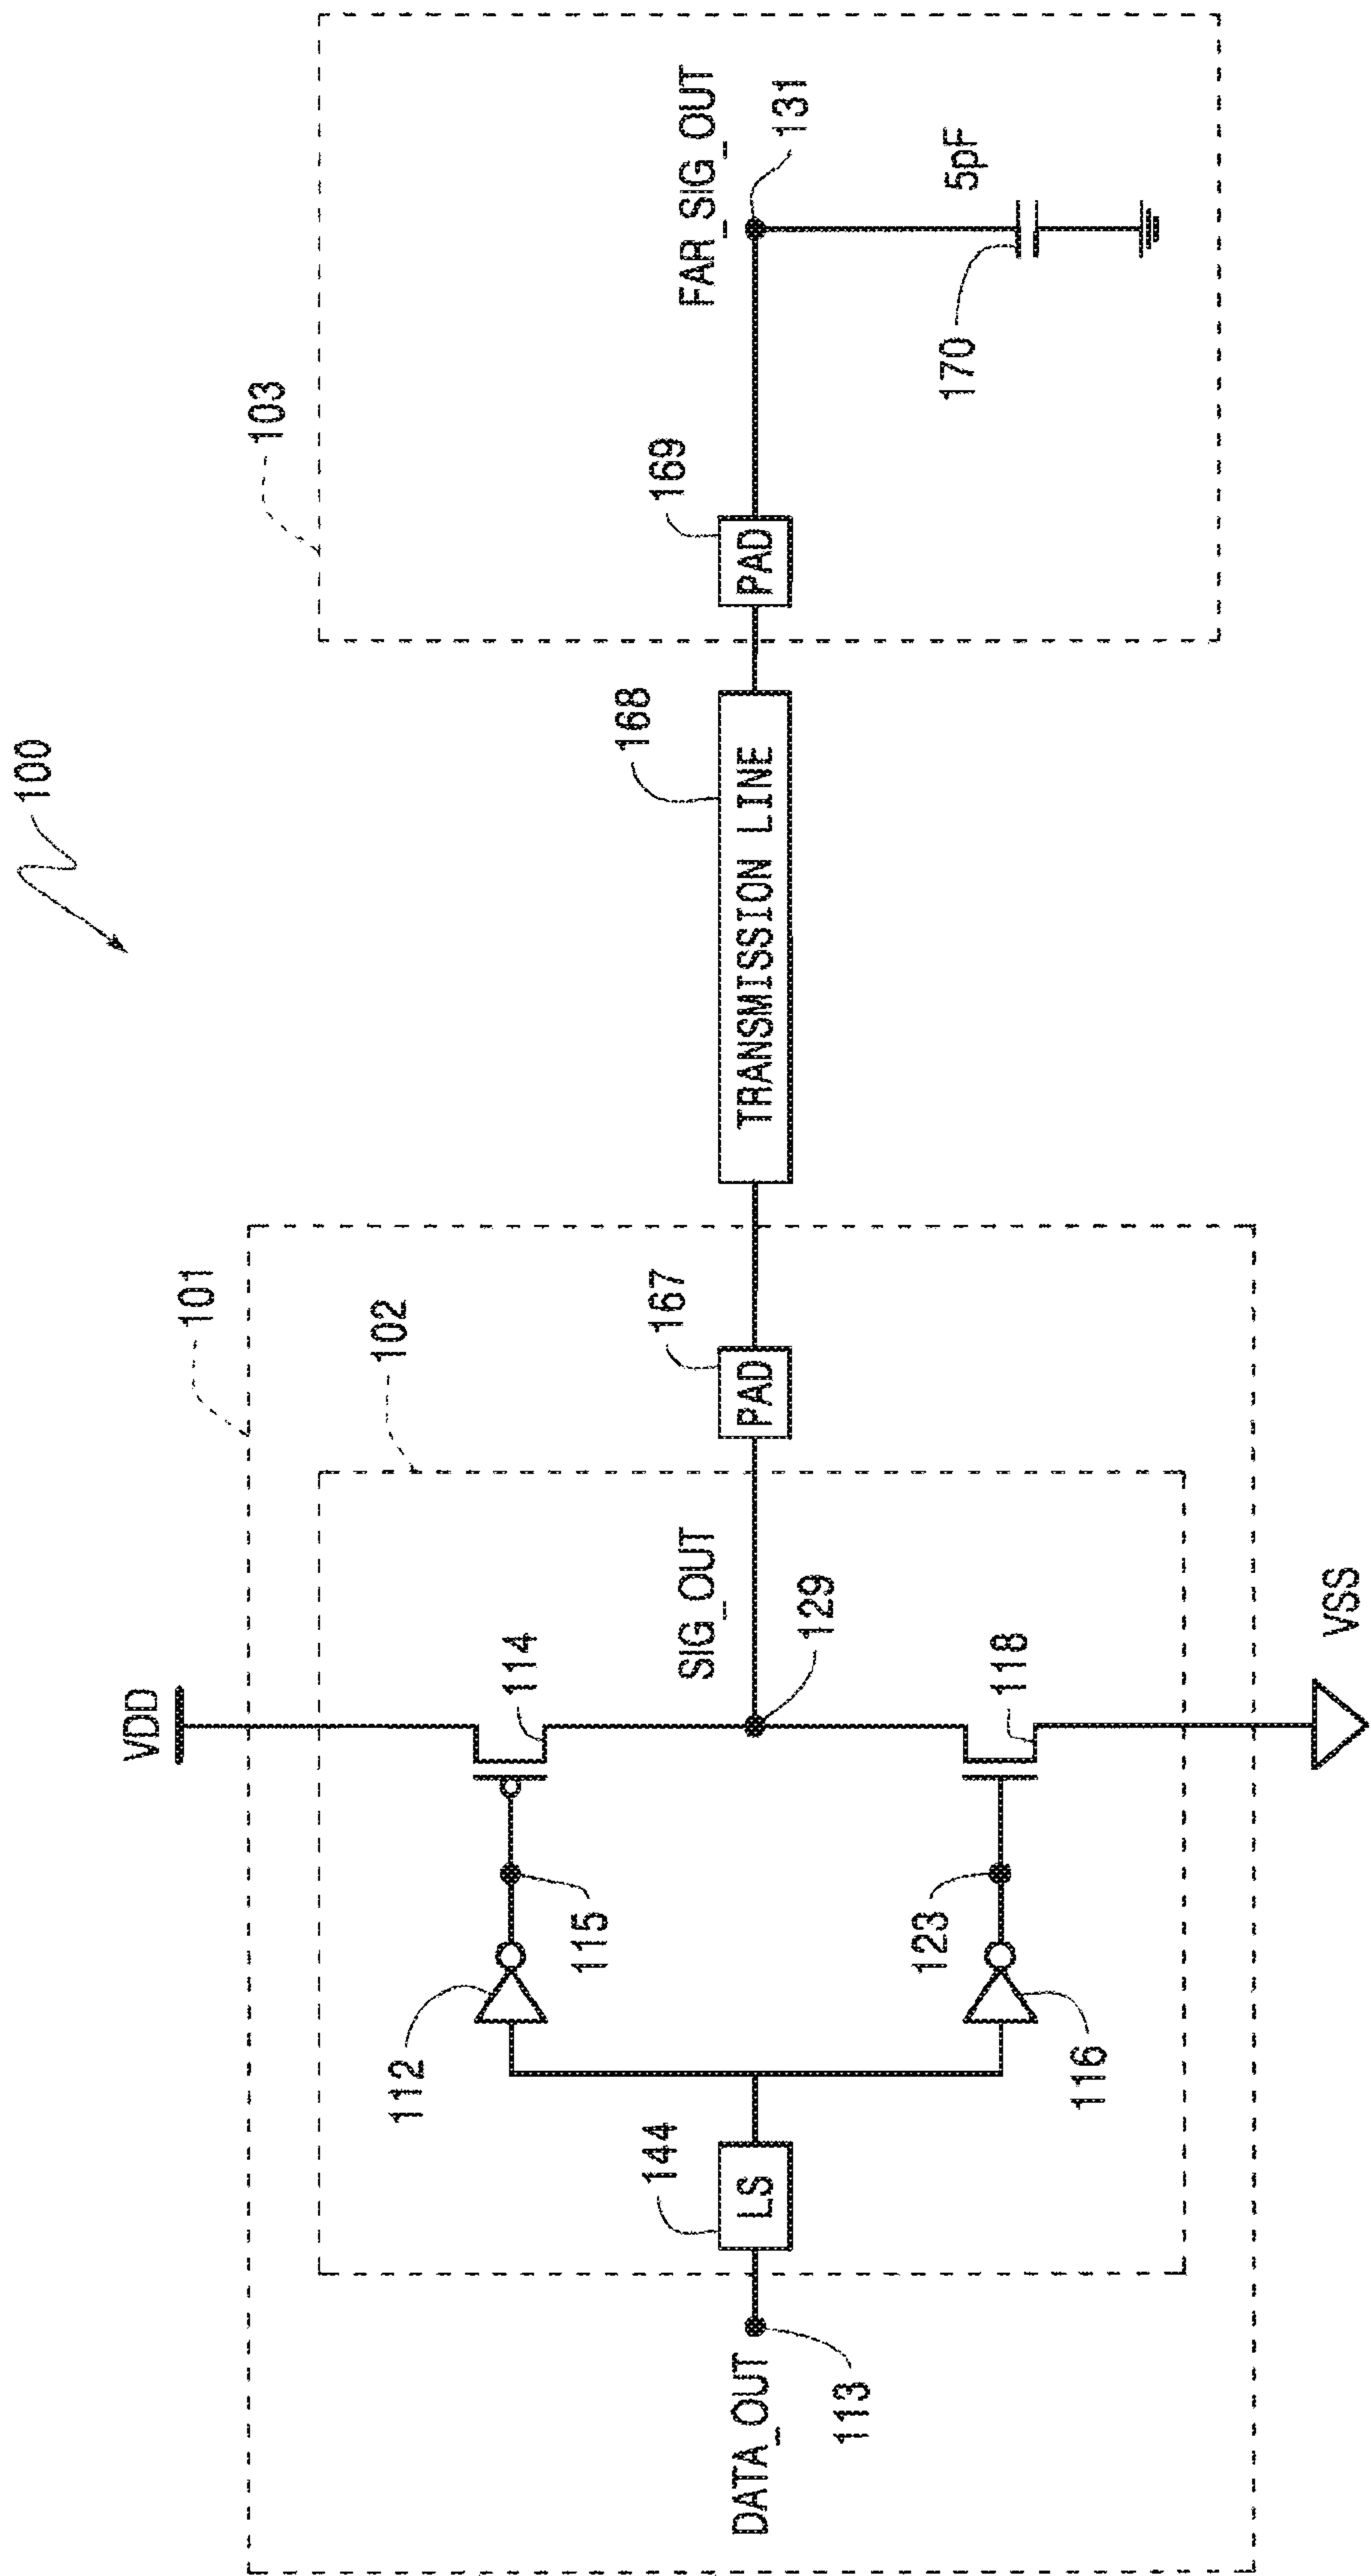 100
101
102
103
VDD
114
SIG_OUT
129
118
VSS
112
115
123
116
144
LS
DATA_OUT
113
167
PAD
168
TRANSMISSION LINE
169
PAD
FAR_SIG_OUT
131
170
5pF